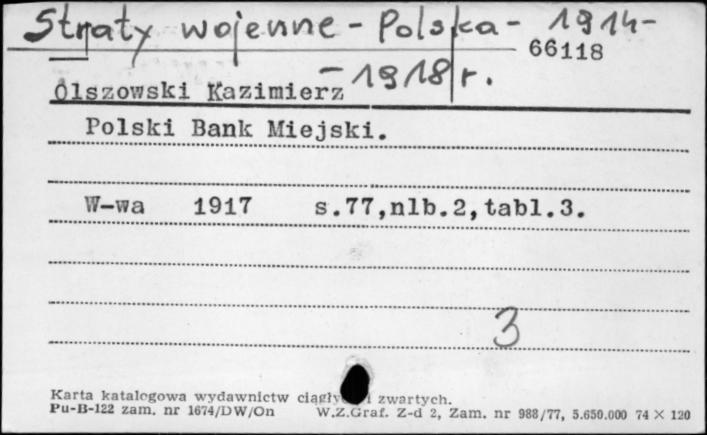 Straty wojenne - Polska - 1914-
66118
- 1918 r.
Olszowski Kazimierz
Polski Bank Miejski.
W-wa 1917 s.77,nlb.2,tabl.3.
3
Karta katalogowa wydawnictw i zwartych.
Pu-B-122 zam. nr 1674/DW/On W.Z.Graf. Z-d 2, Zam. nr 988/77, 5.650.000 74 × 120